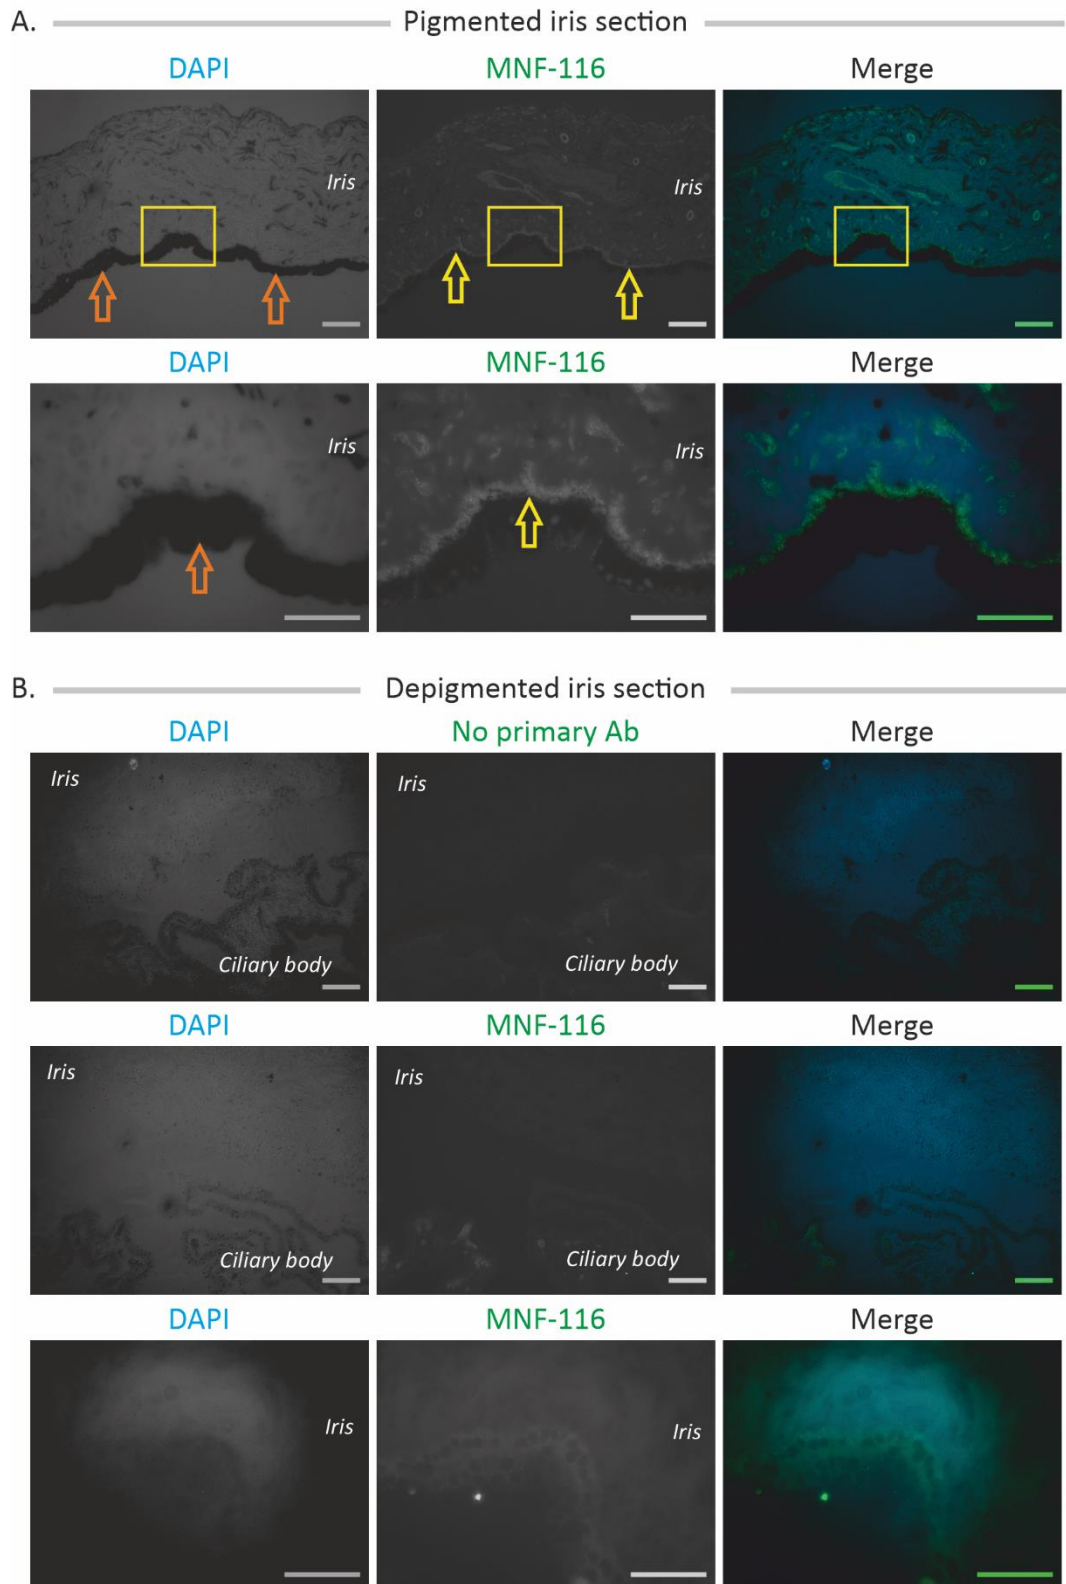 A. Pigmented iris section
DAPI MNF-116 Merge
Iris Iris
DAPI MNF-116 Merge
Iris Iris
B. Depigmented iris section
DAPI No primary Ab Merge
Iris Iris
Ciliary body Ciliary body
DAPI MNF-116 Merge
Iris Iris
Ciliary body Ciliary body
DAPI MNF-116 Merge
Iris Iris